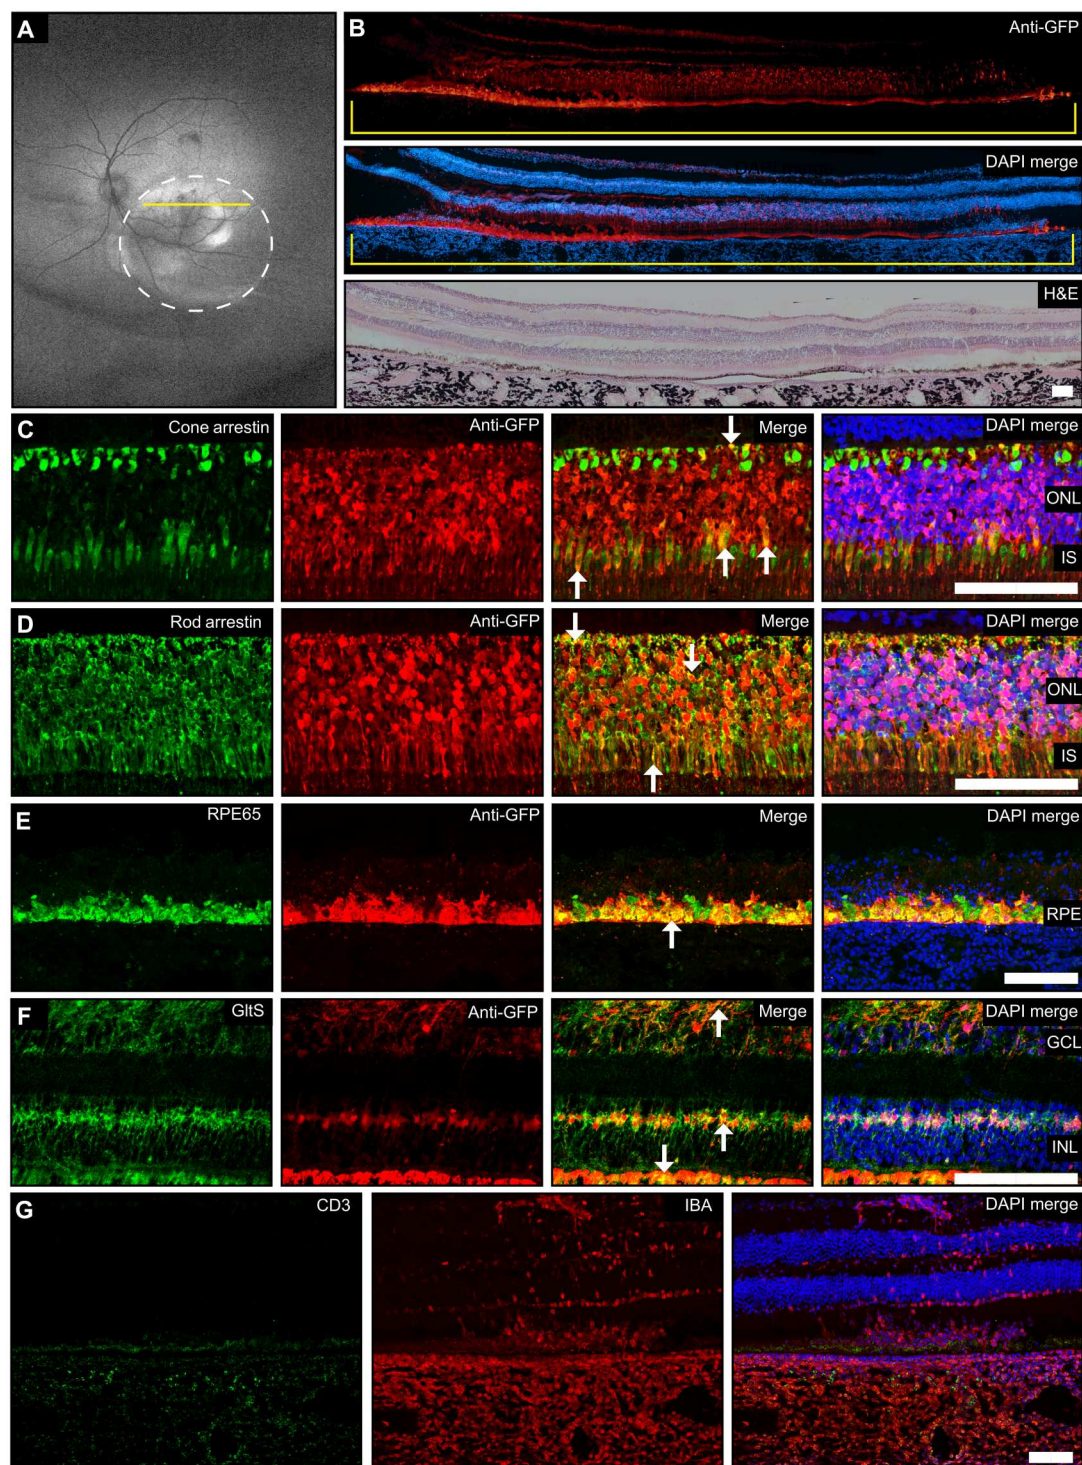 A
B
Anti-GFP
DAPI merge
H&E
C
Cone arrestin
Anti-GFP
Merge
DAPI merge
ONL
IS
D
Rod arrestin
Anti-GFP
Merge
DAPI merge
ONL
IS
E
RPE65
Anti-GFP
Merge
DAPI merge
RPE
F
GltS
Anti-GFP
Merge
DAPI merge
GCL
INL
G
CD3
IBA
DAPI merge